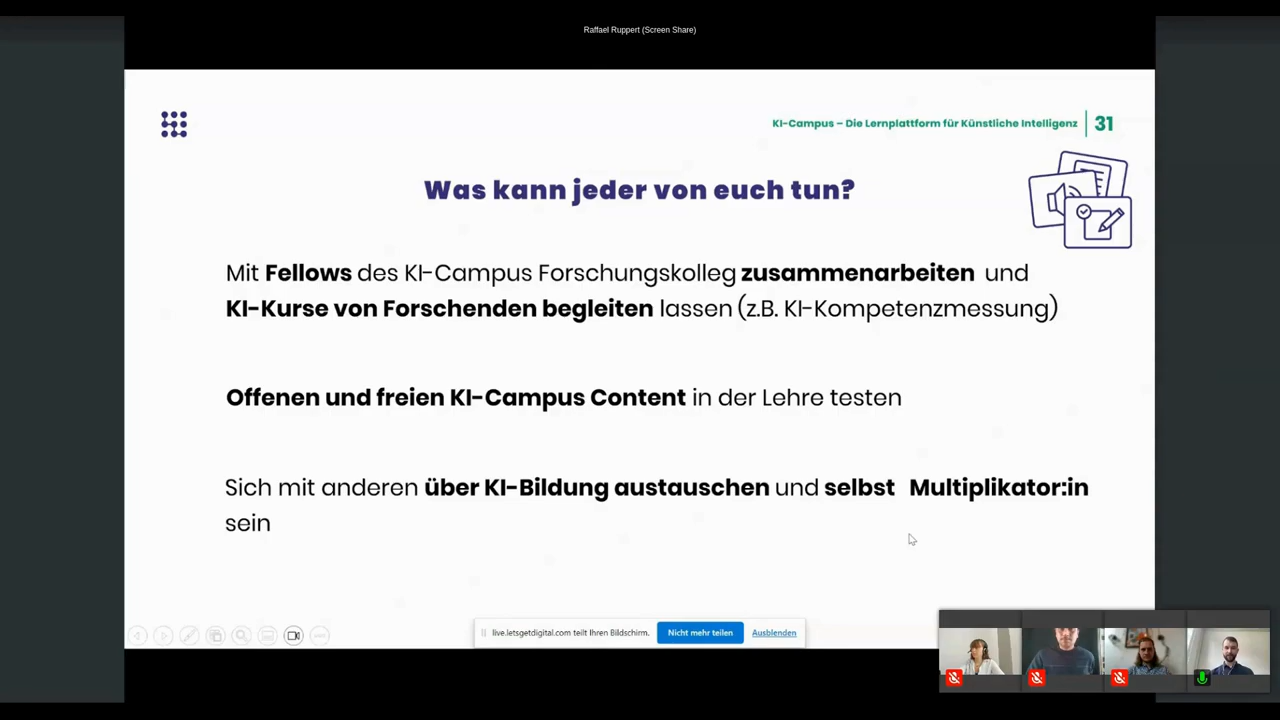 Raffael Ruppert (Screen Share)
KI-Campus – Die Lernplattform für Künstliche Intelligenz
31
Was kann jeder von euch tun?
Mit Fellows des KI-Campus Forschungskolleg zusammenarbeiten und
KI-Kurse von Forschenden begleiten lassen (z.B. KI-Kompetenzmessung)
Offenen und freien KI-Campus Content in der Lehre testen
Sich mit anderen über KI-Bildung austauschen und selbst Multiplikator:in
sein
live.letsgetdigital.com teilt Ihren Bildschirm.
Nicht mehr teilen
Ausblenden